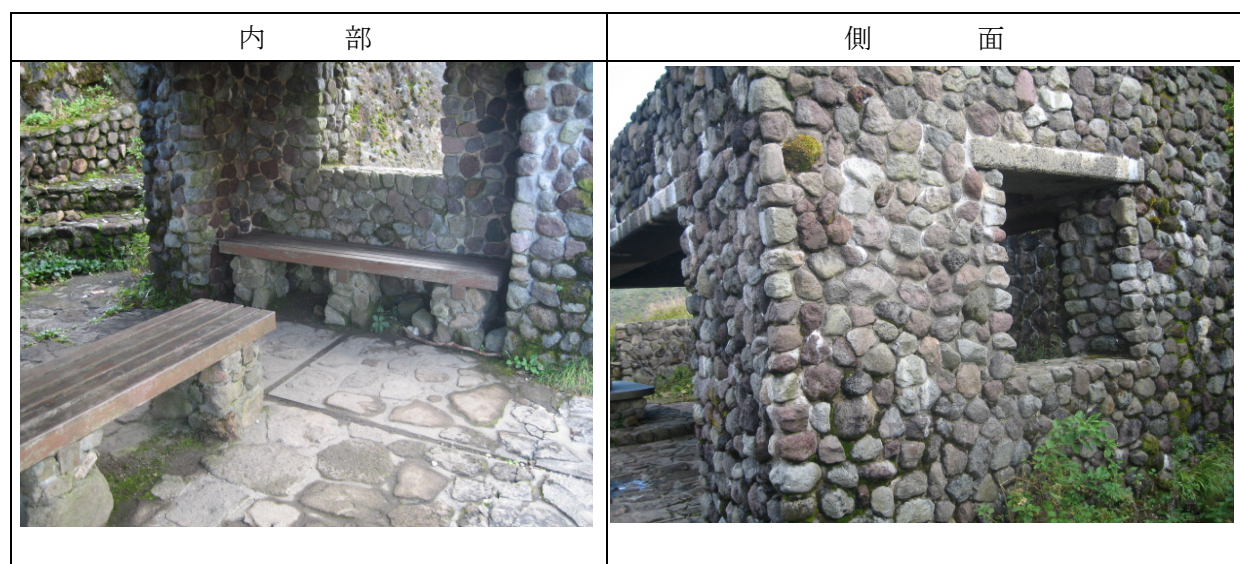 内　　　部
側　　　面